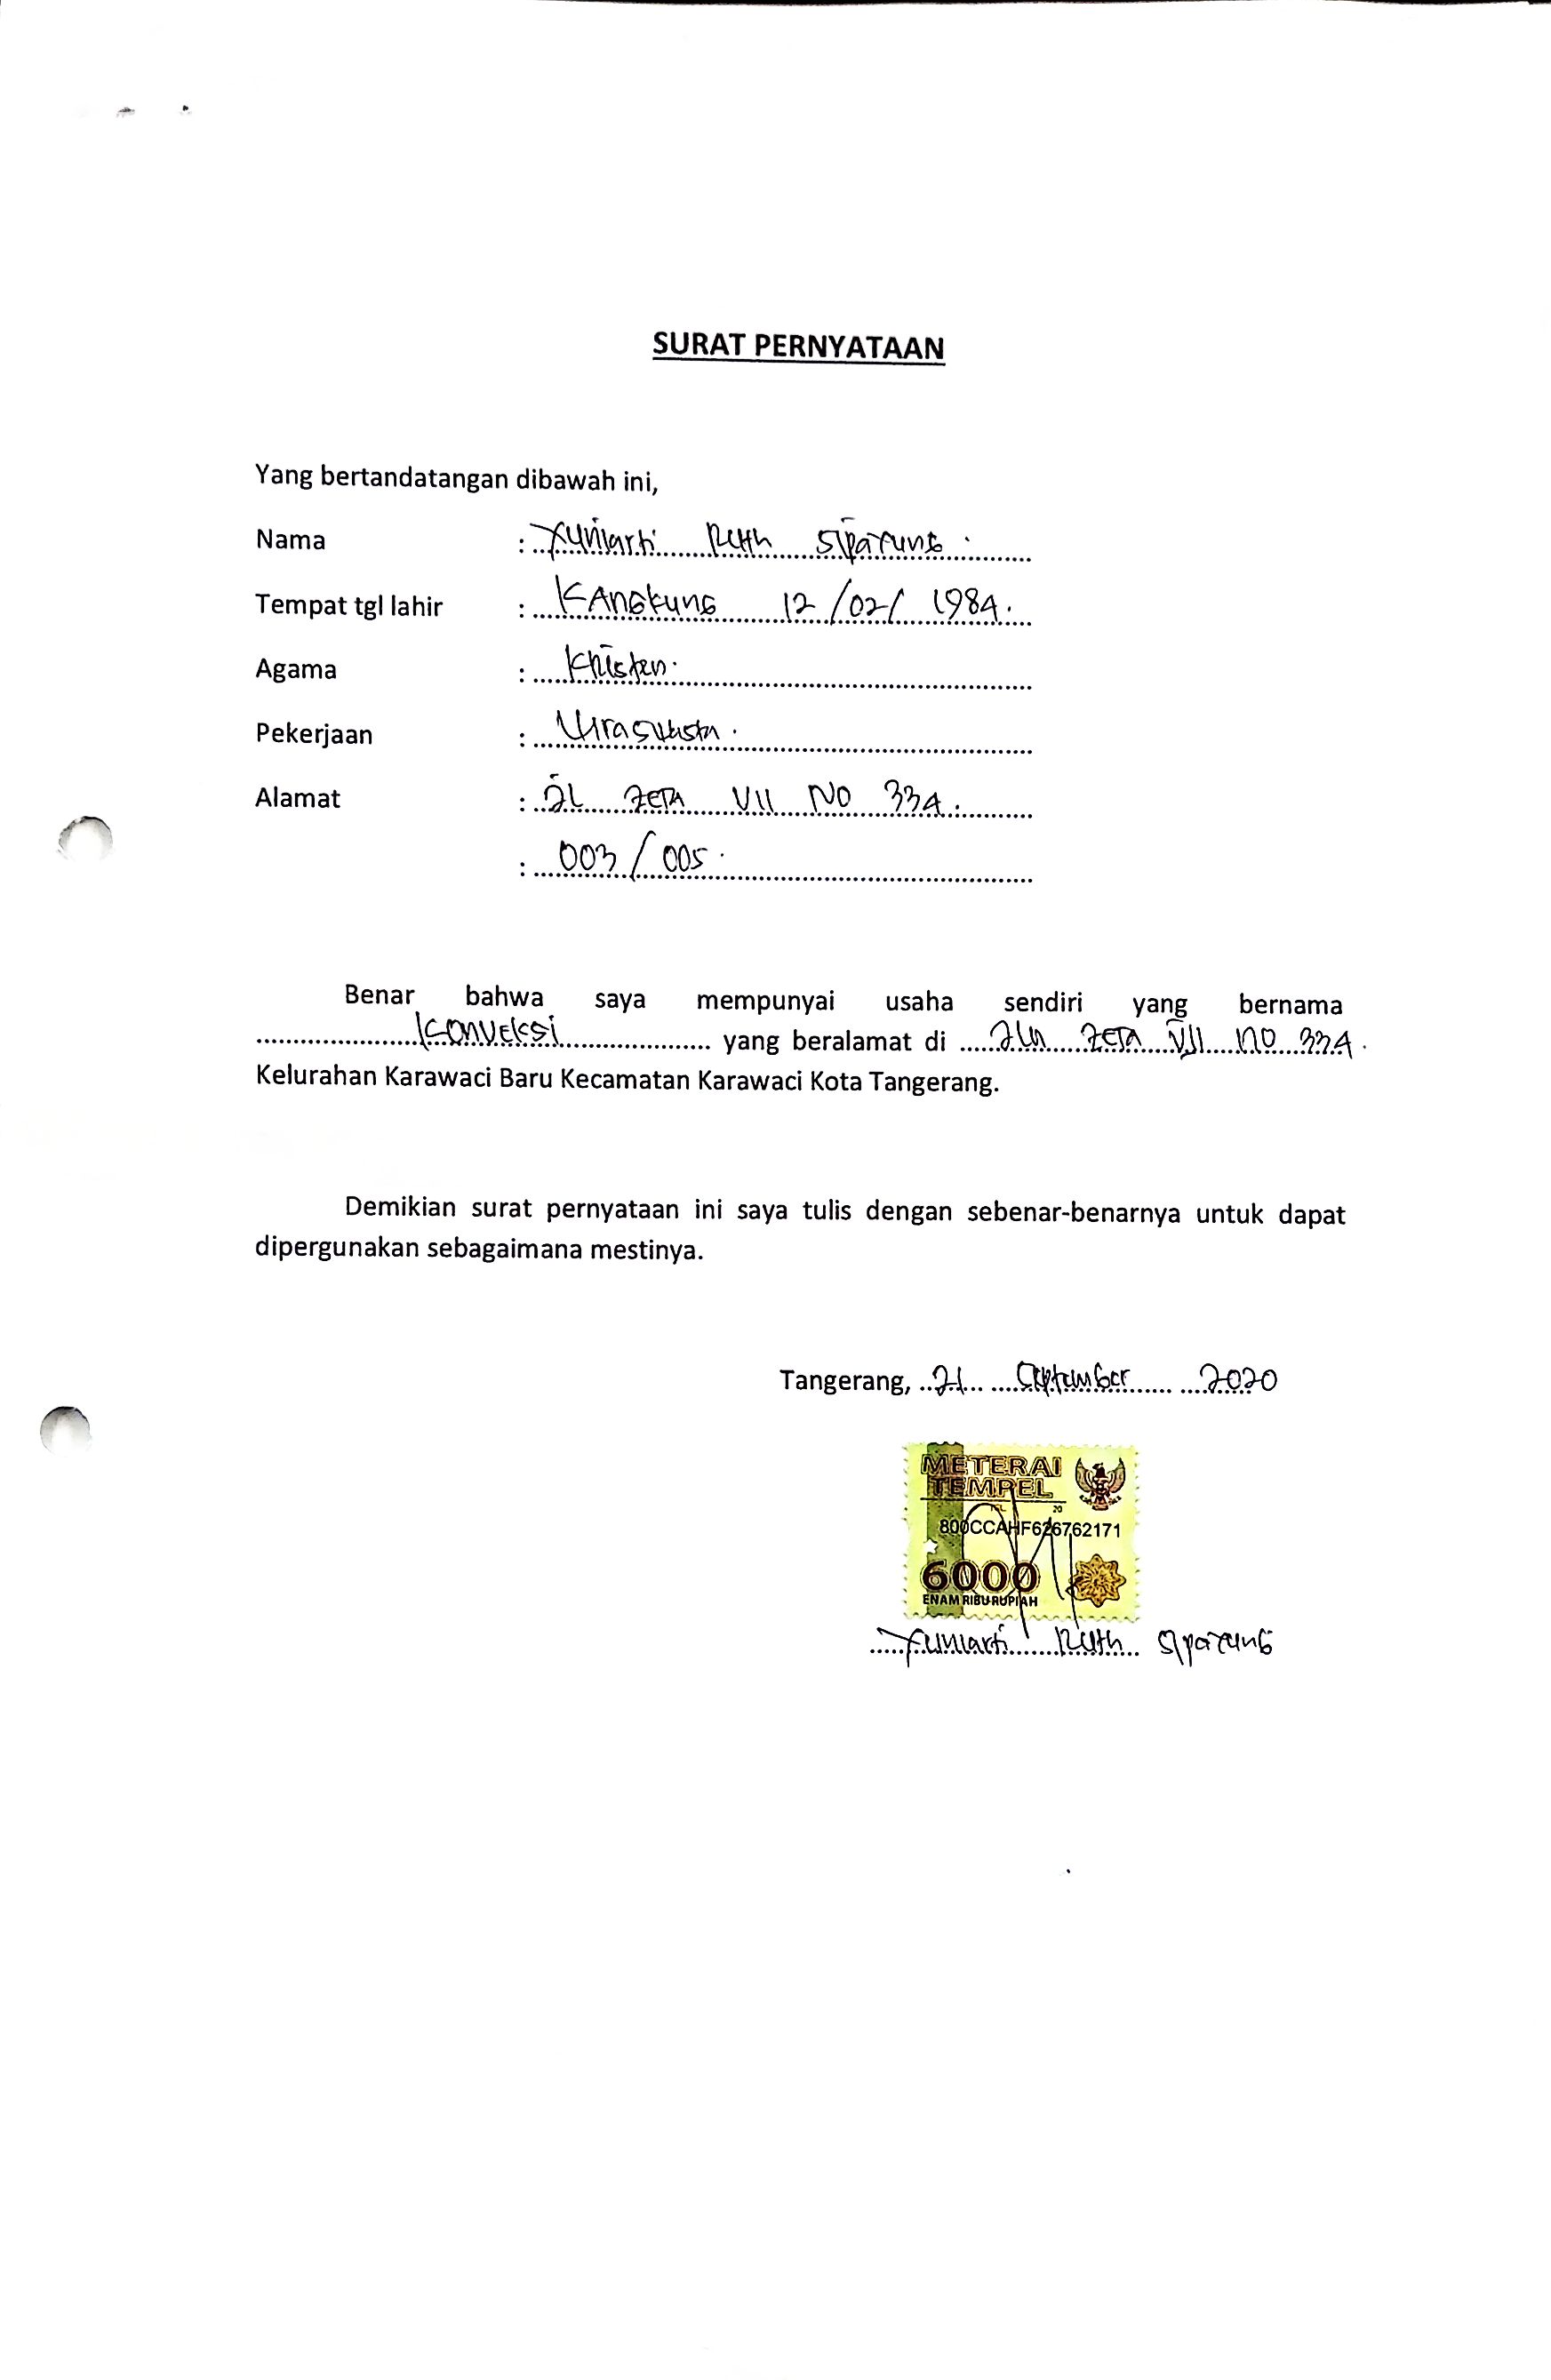 SURAT PERNYATAAN
Yang bertandatangan dibawah ini,
Nama : Yuniarti Ruth Siparung
Tempat tgl lahir : KANGKUNG 12/02/1984.
Agama : Khisten.
Pekerjaan : Wiraswasta.
Alamat : JL ZETA VII NO 334.
: 003/005.
Benar bahwa saya mempunyai usaha sendiri yang bernama
KONVEKSI yang beralamat di Jln ZETA VII NO 334.
Kelurahan Karawaci Baru Kecamatan Karawaci Kota Tangerang.
Demikian surat pernyataan ini saya tulis dengan sebenar-benarnya untuk dapat
dipergunakan sebagaimana mestinya.
Tangerang, 21 September 2020
METERAI
TEMPEL
TGL 20
800CCAHF626762171
6000
ENAM RIBU RUPIAH
Yuniarti Ruth Siparung